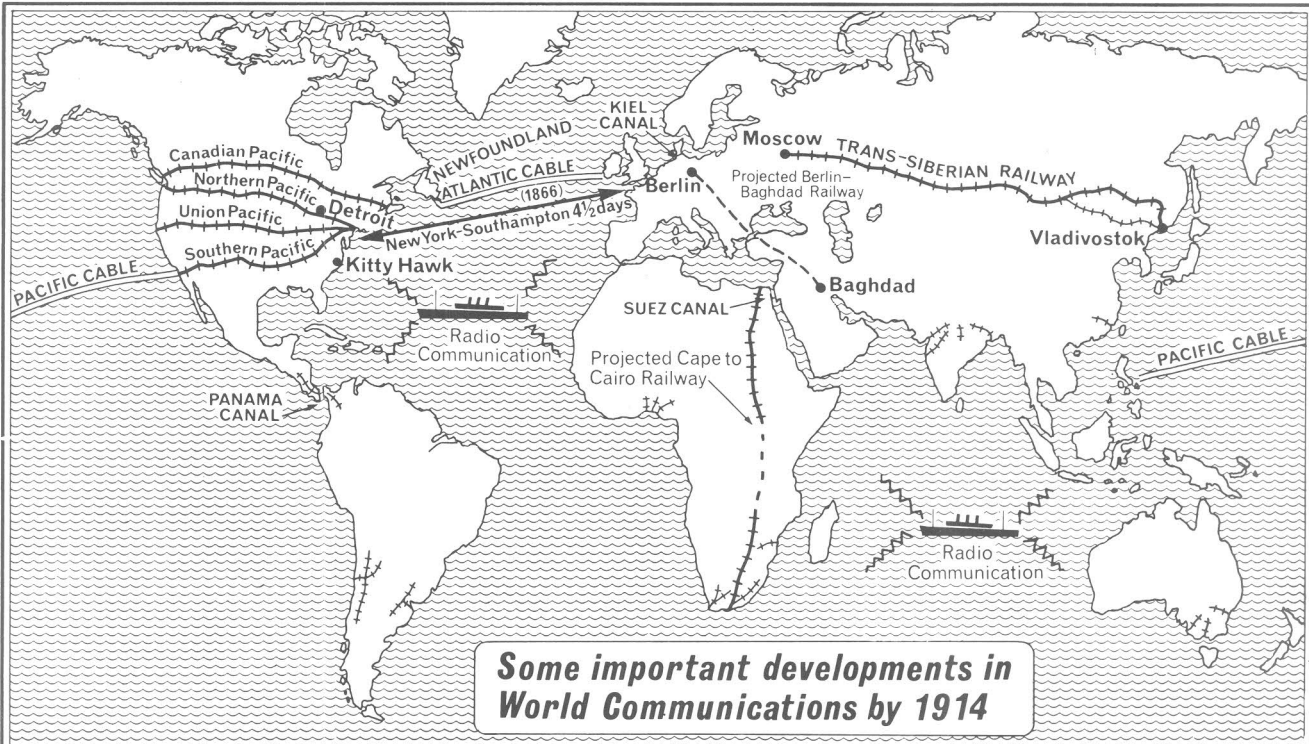 KIEL
CANAL
Moscow
TRANS-SIBERIAN RAILWAY
NEWFOUNDLAND
ATLANTIC CABLE
(1866)
Canadian Pacific
Northern Pacific
Detroit
Union Pacific
Southern Pacific
Kitty Hawk
New York-Southampton 4½ days
Berlin
Projected Berlin-
Baghdad Railway
Vladivostok
Baghdad
PACIFIC CABLE
SUEZ CANAL
Radio
Communication
Projected Cape to
Cairo Railway
PACIFIC CABLE
PANAMA
CANAL
Radio
Communication
Some important developments in
World Communications by 1914